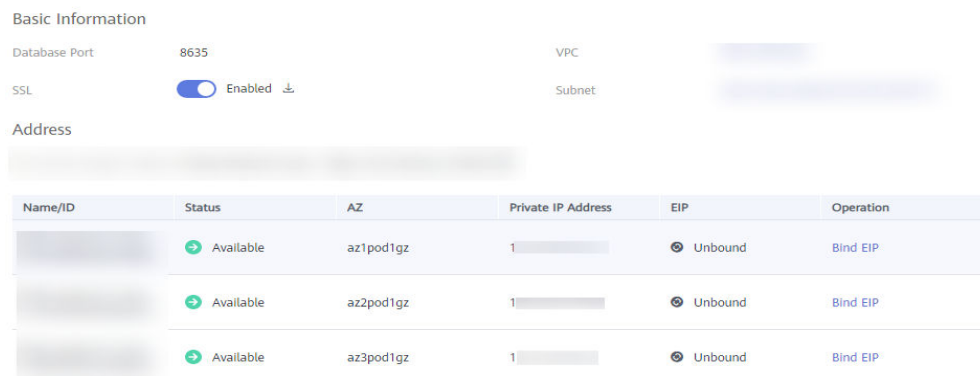 Basic Information
Database Port 8635 VPC
SSL Enabled Subnet
Address
Name/ID Status AZ Private IP Address EIP Operation
Available az1pod1gz 1 Unbound Bind EIP
Available az2pod1gz 1 Unbound Bind EIP
Available az3pod1gz 1 Unbound Bind EIP